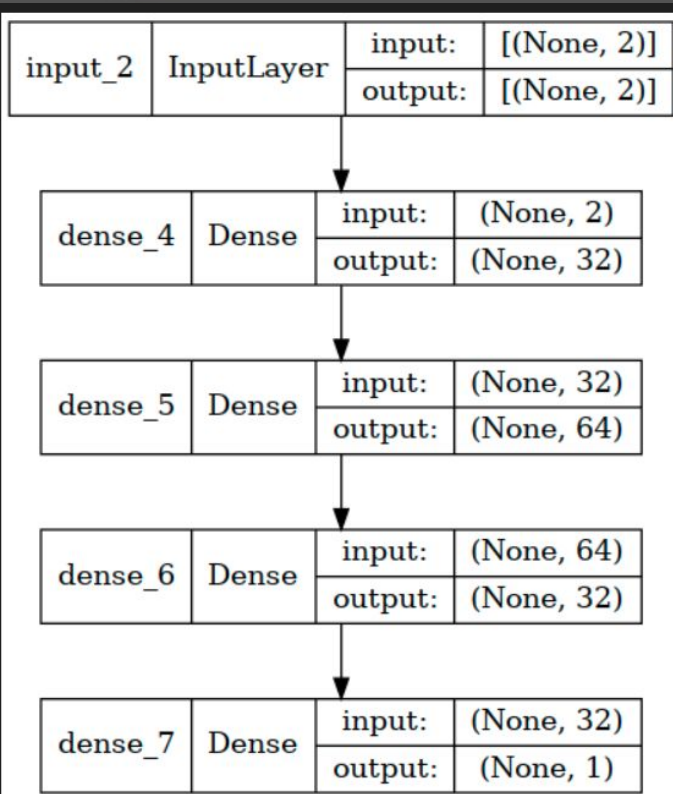 input_2 InputLayer input: [(None, 2)]
output: [(None, 2)]
dense_4 Dense input: (None, 2)
output: (None, 32)
dense_5 Dense input: (None, 32)
output: (None, 64)
dense_6 Dense input: (None, 64)
output: (None, 32)
dense_7 Dense input: (None, 32)
output: (None, 1)